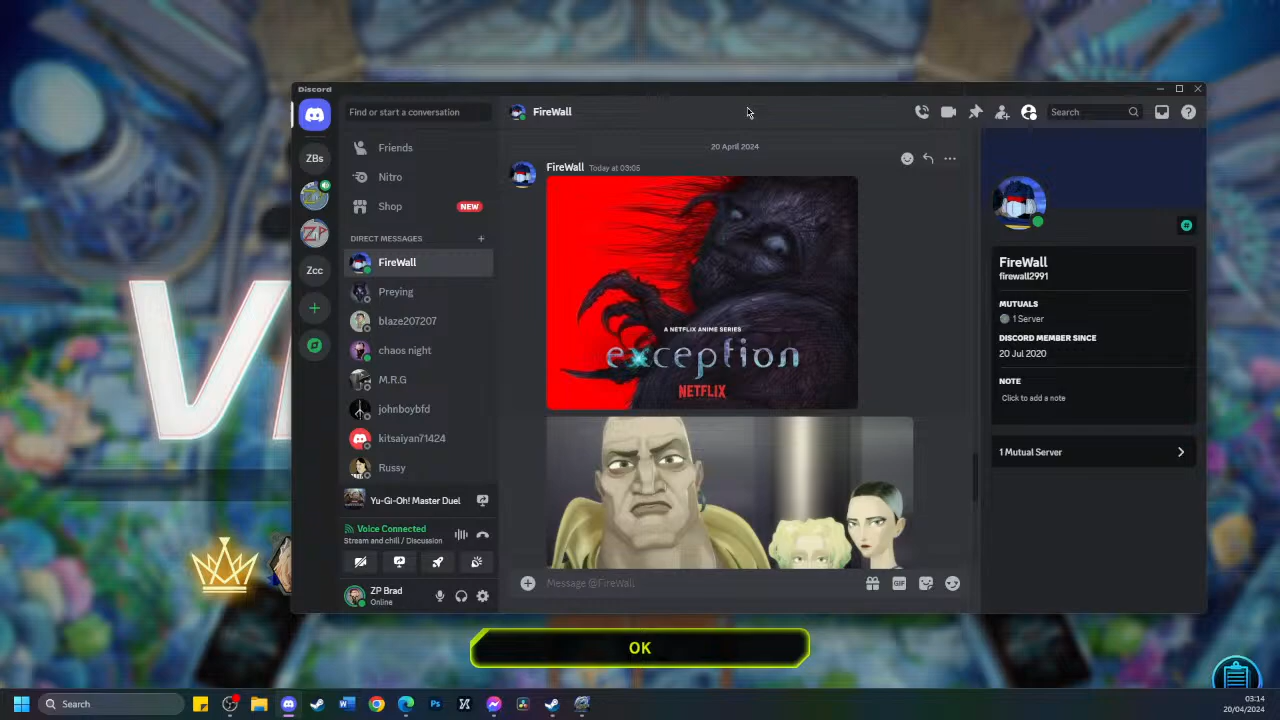 Discord
Find or start a conversation
FireWall
Search
ZBs
Zcc
Friends
Nitro
Shop
NEW
DIRECT MESSAGES
FireWall
Preying
blaze207207
chaos night
M.R.G
johnboybfd
kitsaiyan71424
Russy
Yu-Gi-Oh! Master Duel
Voice Connected
Stream and chill / Discussion
ZP Brad
Online
20 April 2024
FireWall Today at 03:05
A NETFLIX ANIME SERIES
exception
NETFLIX
Message @FireWall
GIF
FireWall
firewall2991
MUTUALS
1 Server
DISCORD MEMBER SINCE
20 Jul 2020
NOTE
Click to add a note
1 Mutual Server
OK
Search
03:14
20/04/2024